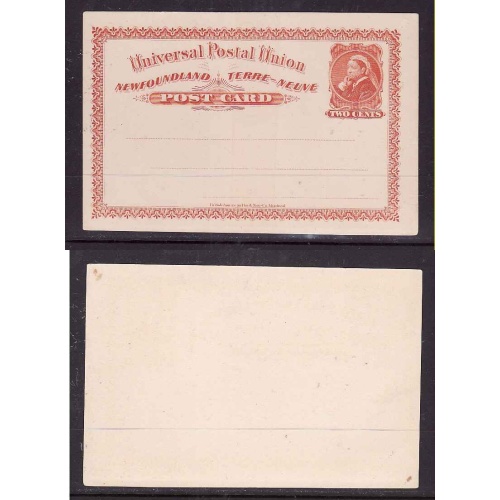 Universal Postal Union
NEWFOUNDLAND TERRE-NEUVE
POST CARD
TWO CENTS